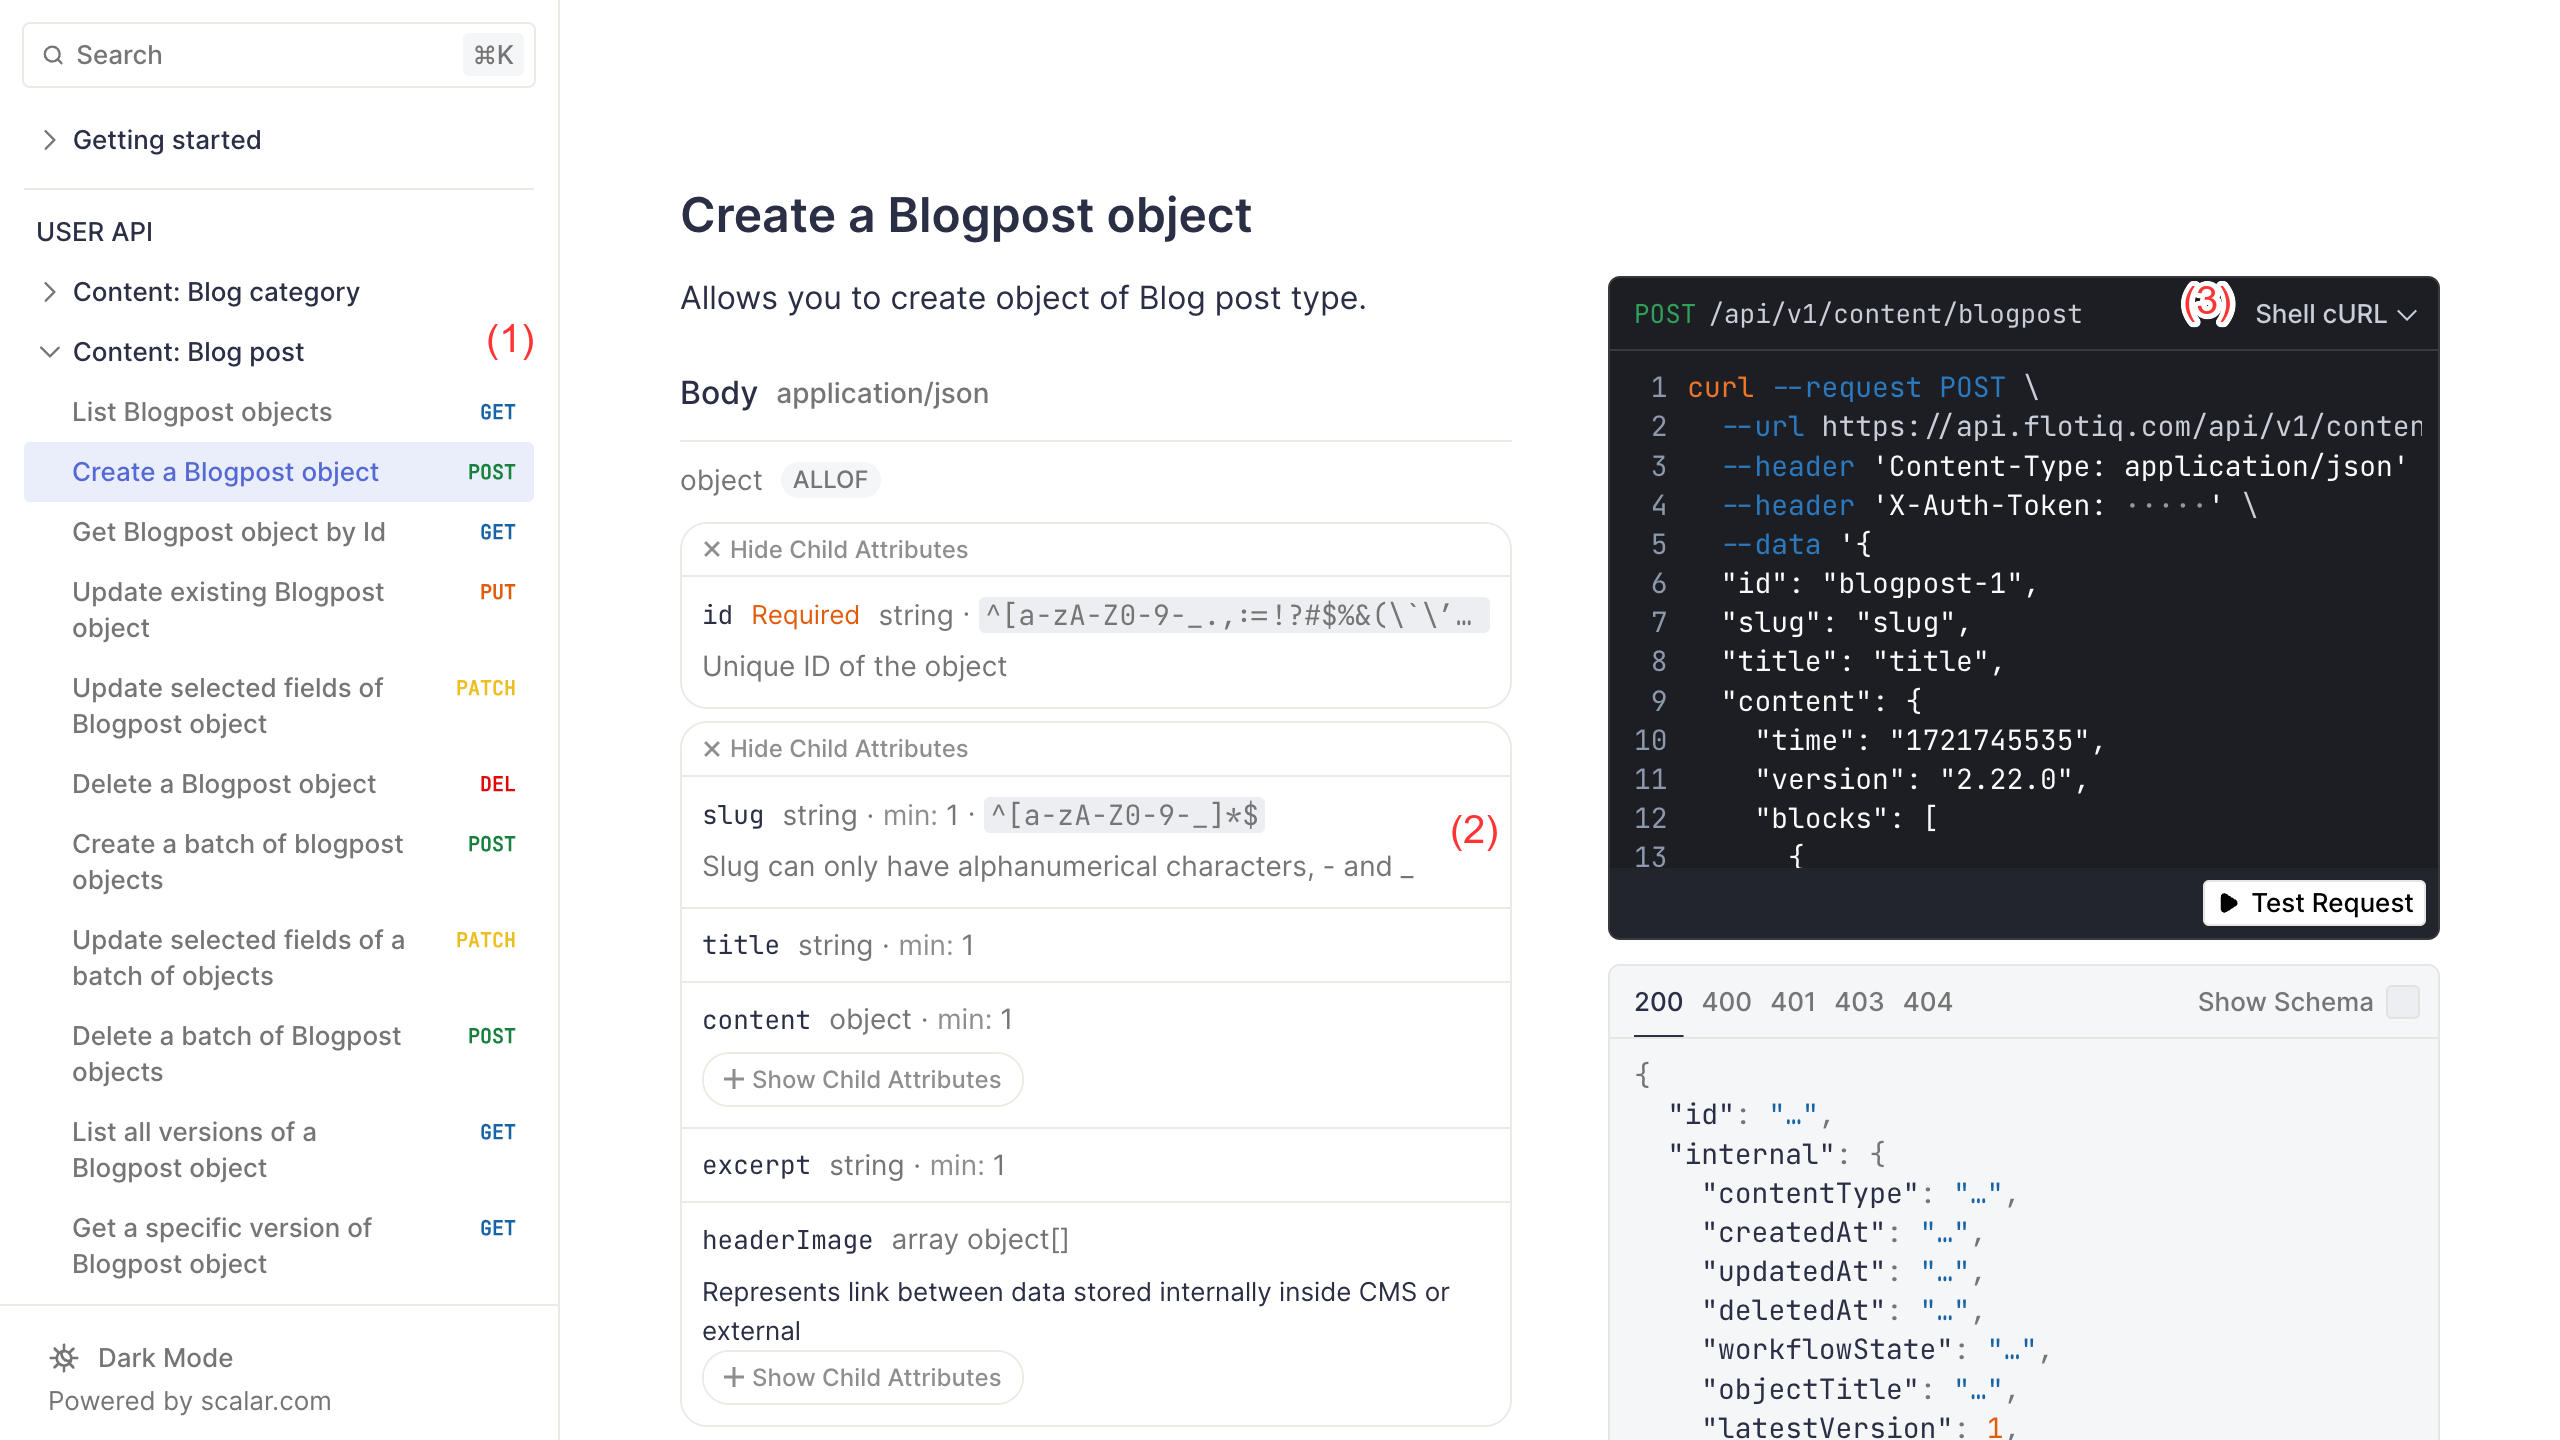 Search ⌘K
Getting started
USER API
Content: Blog category
Content: Blog post (1)
List Blogpost objects GET
Create a Blogpost object POST
Get Blogpost object by Id GET
Update existing Blogpost PUT
object
Update selected fields of PATCH
Blogpost object
Delete a Blogpost object DEL
Create a batch of blogpost POST
objects
Update selected fields of a PATCH
batch of objects
Delete a batch of Blogpost POST
objects
List all versions of a GET
Blogpost object
Get a specific version of GET
Blogpost object
Dark Mode
Powered by scalar.com
Create a Blogpost object
Allows you to create object of Blog post type.
Body application/json
object ALLOF
Hide Child Attributes
id Required string · ^[a-zA-Z0-9-_.,:=!?#$%&(\`\’…
Unique ID of the object
Hide Child Attributes
slug string · min: 1 · ^[a-zA-Z0-9-_]*$
(2)
Slug can only have alphanumerical characters, - and _
title string · min: 1
content object · min: 1
Show Child Attributes
excerpt string · min: 1
headerImage array object[]
Represents link between data stored internally inside CMS or
external
Show Child Attributes
POST /api/v1/content/blogpost (3) Shell cURL
1 curl --request POST \
2 --url https://api.flotiq.com/api/v1/conten
3 --header 'Content-Type: application/json'
4 --header 'X-Auth-Token: ·····' \
5 --data '{
6 "id": "blogpost-1",
7 "slug": "slug",
8 "title": "title",
9 "content": {
10 "time": "1721745535",
11 "version": "2.22.0",
12 "blocks": [
13 {
Test Request
200 400 401 403 404 Show Schema
{
"id": "…",
"internal": {
"contentType": "…",
"createdAt": "…",
"updatedAt": "…",
"deletedAt": "…",
"workflowState": "…",
"objectTitle": "…",
"latestVersion": 1,